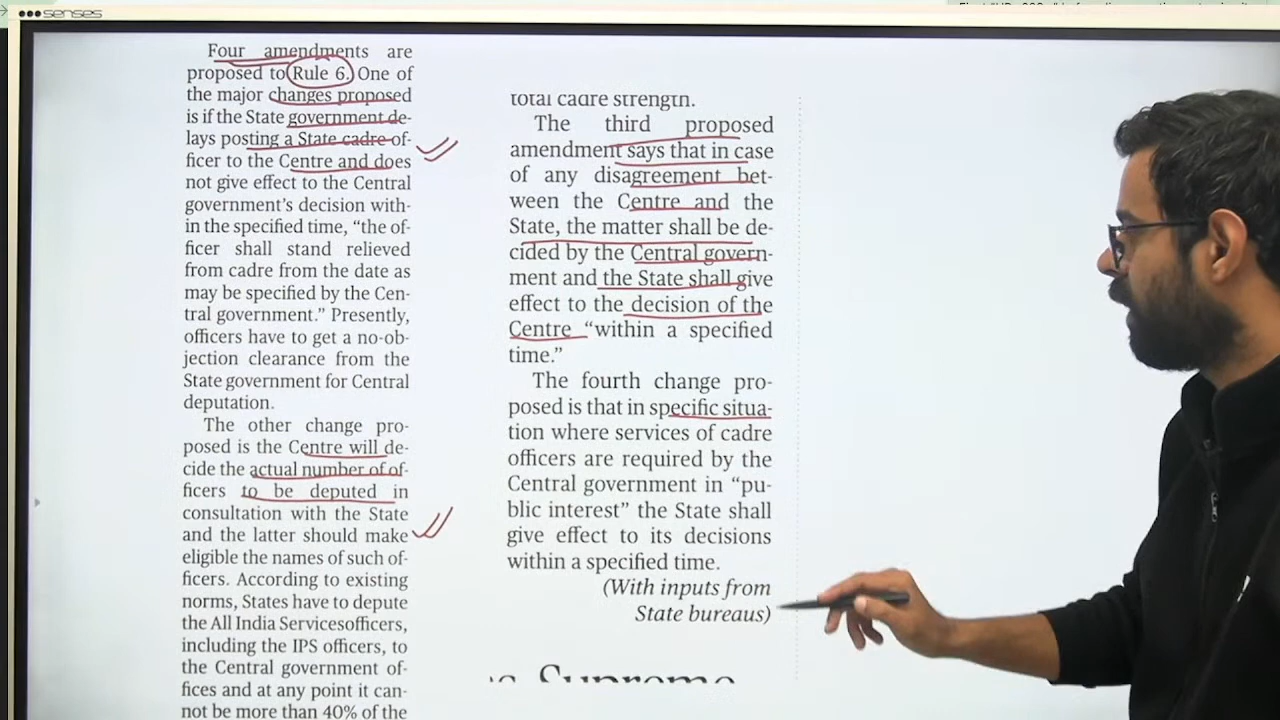 senses
Four amendments are
proposed to Rule 6. One of
the major changes proposed
is if the State government de-
lays posting a State cadre of-
ficer to the Centre and does
not give effect to the Central
government's decision with-
in the specified time, “the of-
ficer shall stand relieved
from cadre from the date as
may be specified by the Cen-
tral government.” Presently,
officers have to get a no-ob-
jection clearance from the
State government for Central
deputation.
The other change pro-
posed is the Centre will de-
cide the actual number of of-
ficers to be deputed in
consultation with the State
and the latter should make
eligible the names of such of-
ficers. According to existing
norms, States have to depute
the All India Servicesofficers,
including the IPS officers, to
the Central government of-
fices and at any point it can-
not be more than 40% of the
total cadre strength.
The third proposed
amendment says that in case
of any disagreement bet-
ween the Centre and the
State, the matter shall be de-
cided by the Central govern-
ment and the State shall give
effect to the decision of the
Centre “within a specified
time.”
The fourth change pro-
posed is that in specific situa-
tion where services of cadre
officers are required by the
Central government in “pu-
blic interest” the State shall
give effect to its decisions
within a specified time.
(With inputs from
State bureaus)
Supreme